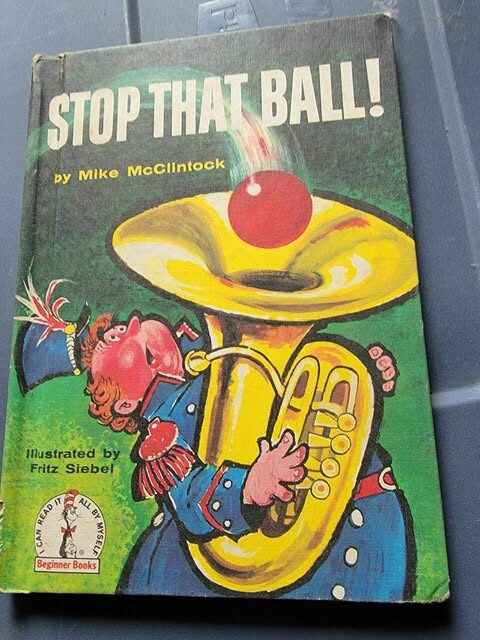 STOP THAT BALL!
by Mike McClintock
Illustrated by
Fritz Siebel
I CAN READ IT ALL BY MYSELF
Beginner Books